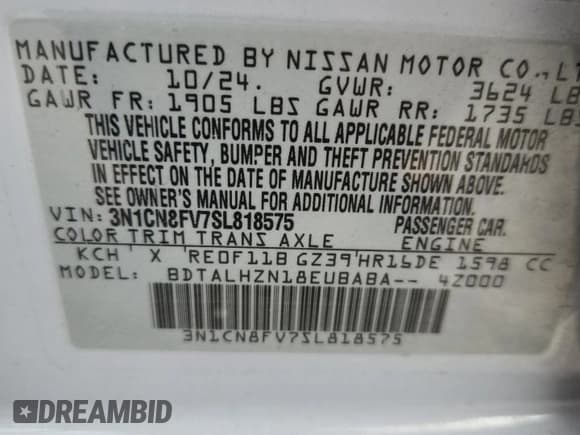 MANUFACTURED BY NISSAN MOTOR CO.,
DATE: 10/24. GVWR: 3624 LB
GAWR FR: 1905 LBS GAWR RR: 1735 LBS
THIS VEHICLE CONFORMS TO ALL APPLICABLE FEDERAL MOTOR
VEHICLE SAFETY, BUMPER AND THEFT PREVENTION STANDARDS
IN EFFECT ON THE DATE OF MANUFACTURE SHOWN ABOVE.
SEE OWNER'S MANUAL FOR ADDITIONAL INFORMATION.
VIN: 3N1CN8FV7SL818575 PASSENGER CAR.
COLOR TRIM TRANS AXLE ENGINE
KCH X RE0F11B GZ39 HR16DE 1598 CC
MODEL: BDTALHZN18EUBABA-- 4Z000
3N1CN8FV7SL818575
DREAMBID